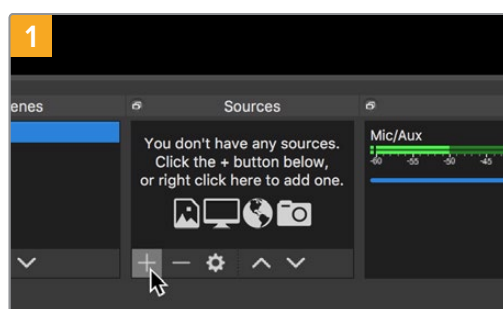 1
enes
Sources
You don't have any sources.
Click the + button below,
or right click here to add one.
Mic/Aux
-60 -55 -50 -45